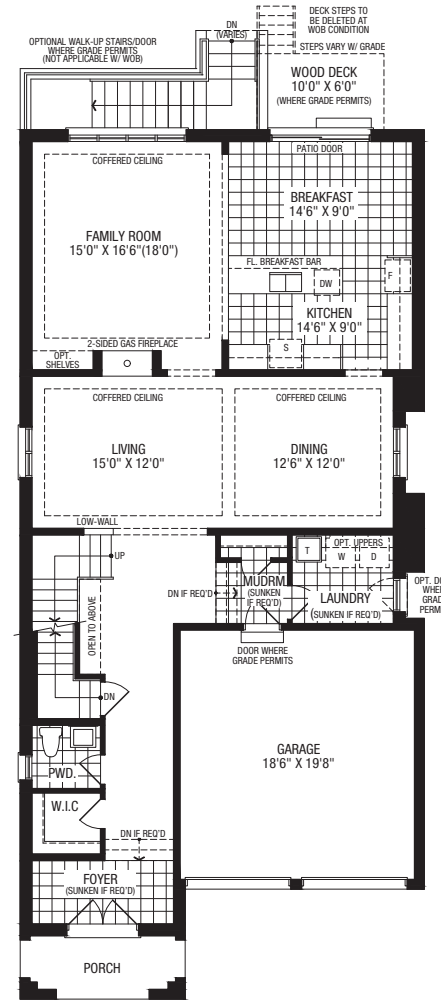 DECK STEPS TO
BE DELETED AT
WOB CONDITION
DN
(VARIES)
OPTIONAL WALK-UP STAIRS/DOOR
WHERE GRADE PERMITS
(NOT APPLICABLE W/ WOB)
STEPS VARY W/ GRADE
WOOD DECK
10'0" X 6'0"
(WHERE GRADE PERMITS)
PATIO DOOR
COFFERED CEILING
BREAKFAST
14'6" X 9'0"
FAMILY ROOM
15'0" X 16'6"(18'0")
FL. BREAKFAST BAR
DW
F
KITCHEN
14'6" X 9'0"
S
2-SIDED GAS FIREPLACE
OPT.
SHELVES
COFFERED CEILING
COFFERED CEILING
LIVING
15'0" X 12'0"
DINING
12'6" X 12'0"
LOW-WALL
UP
OPT. UPPERS
T
W
D
MUDRM
(SUNKEN
IF REQ'D)
DN IF REQ'D
LAUNDRY
(SUNKEN IF REQ'D)
OPT. DO
WHE
GRAD
PERM
OPEN TO ABOVE
DOOR WHERE
GRADE PERMITS
DN
GARAGE
18'6" X 19'8"
PWD.
W.I.C
DN IF REQ'D
FOYER
(SUNKEN IF REQ'D)
PORCH